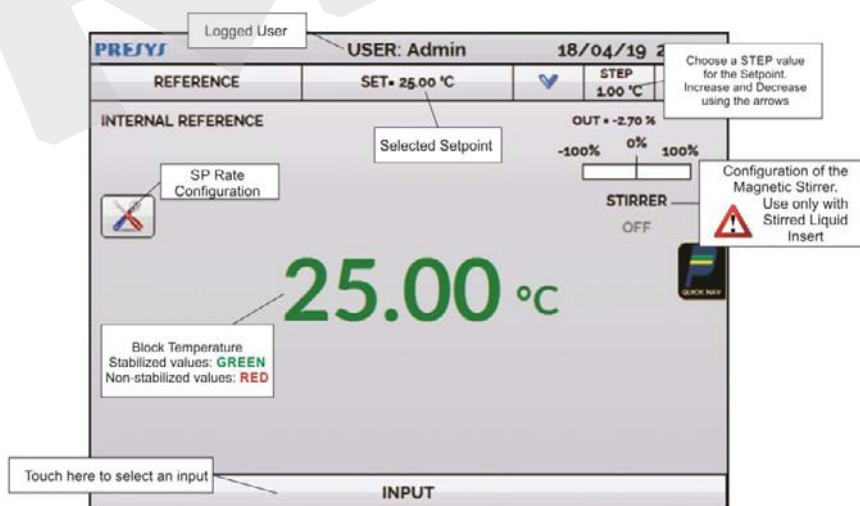 Logged User
PRESYS USER: Admin 18/04/19 2
REFERENCE SET= 25.00 °C STEP
1.00 °C
Choose a STEP value
for the Setpoint.
Increase and Decrease
using the arrows
INTERNAL REFERENCE
Selected Setpoint
OUT = -2.70 %
-100% 0% 100%
SP Rate
Configuration
STIRRER
OFF
Configuration of the
Magnetic Stirrer.
Use only with
Stirred Liquid
Insert
QUICK NAV
25.00 °C
Block Temperature
Stabilized values: GREEN
Non-stabilized values: RED
Touch here to select an input
INPUT